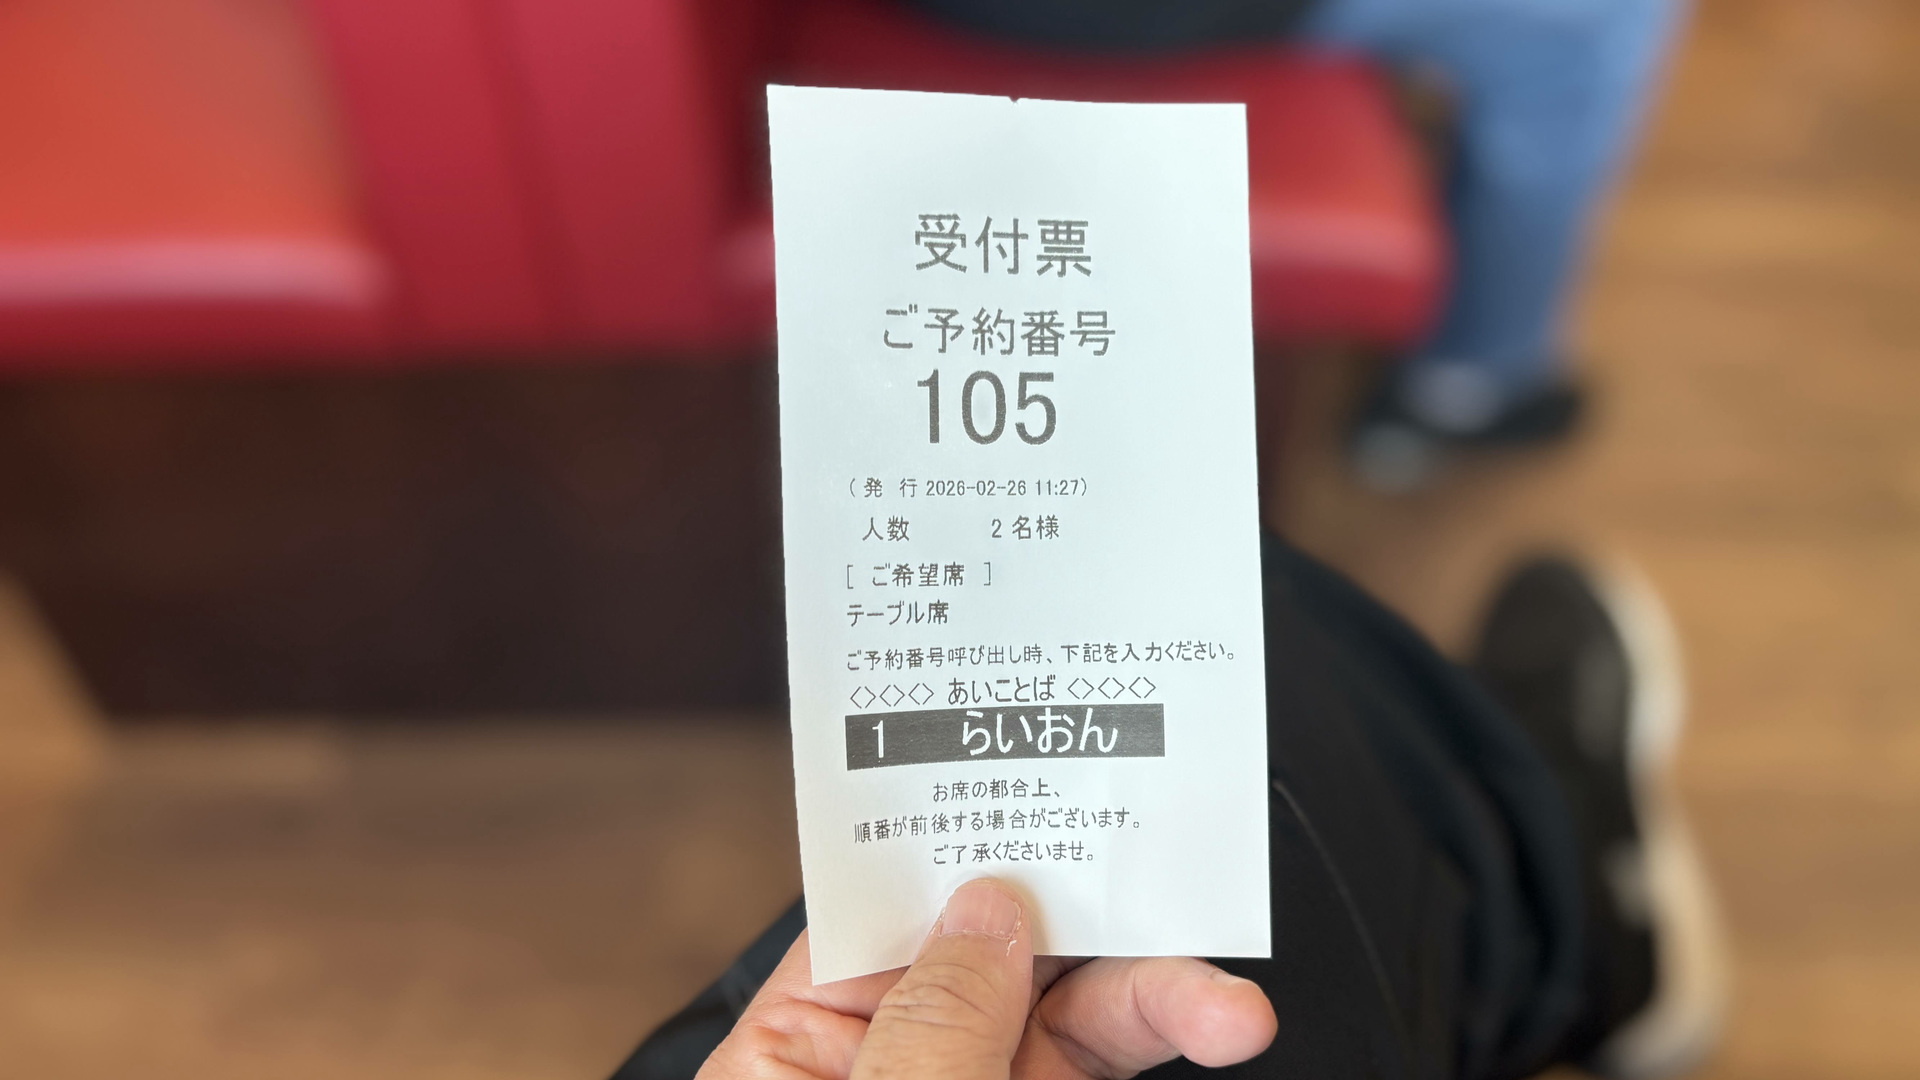 受付票
ご予約番号
105
(発 行 2026-02-26 11:27)
人数 2 名様
[ ご希望席 ]
テーブル席
ご予約番号呼び出し時、下記を入力ください。
<><><> あいことば <><><>
1 らいおん
お席の都合上、
順番が前後する場合がございます。
ご了承くださいませ。